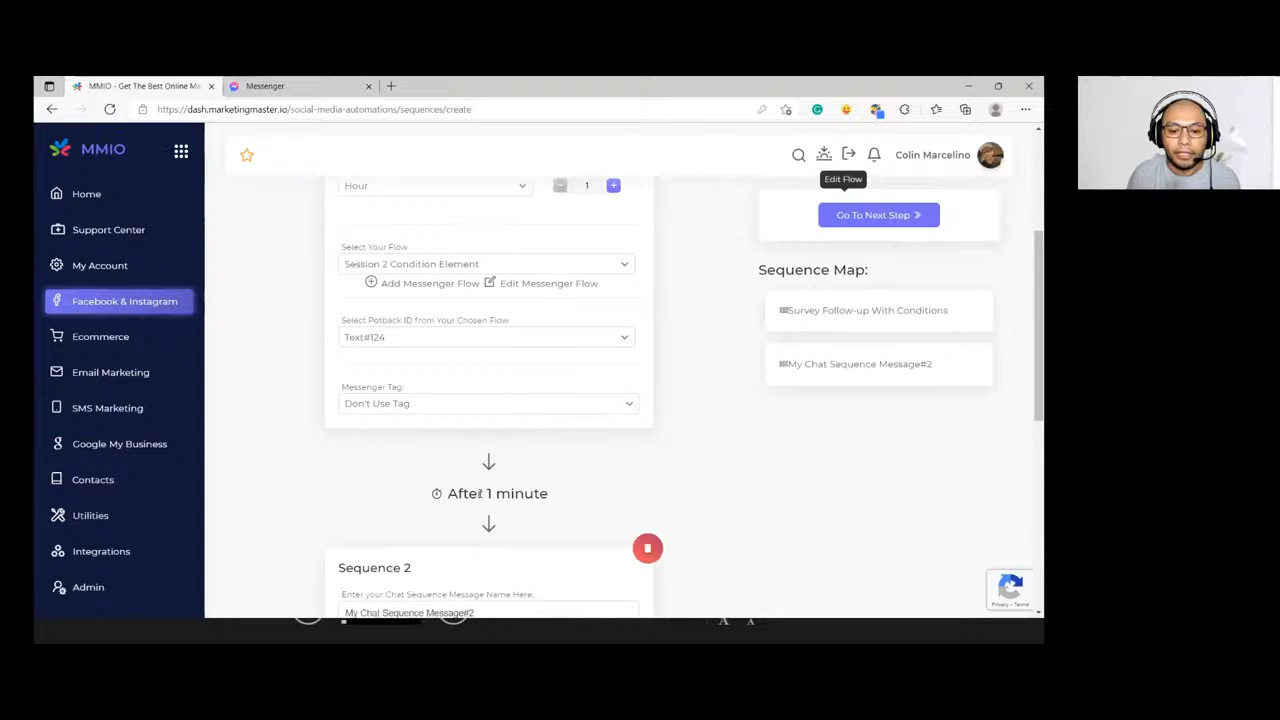 MMIO - Get The Best Online Ma
Messenger
https://dash.marketingmaster.io/social-media-automations/sequences/create
MMIO
Home
Support Center
My Account
Facebook & Instagram
Ecommerce
Email Marketing
SMS Marketing
Google My Business
Contacts
Utilities
Integrations
Admin
Colin Marcelino
Edit Flow
Hour
1
Select Your Flow
Session 2 Condition Element
Add Messenger Flow Edit Messenger Flow
Select Potback ID from Your Chosen Flow
Text#124
Messenger Tag:
Don't Use Tag
After 1 minute
Sequence 2
Enter your Chat Sequence Message Name Here:
My Chat Sequence Message#2
Go To Next Step
Sequence Map:
Survey Follow-up With Conditions
My Chat Sequence Message#2
Privacy - Terms
A A